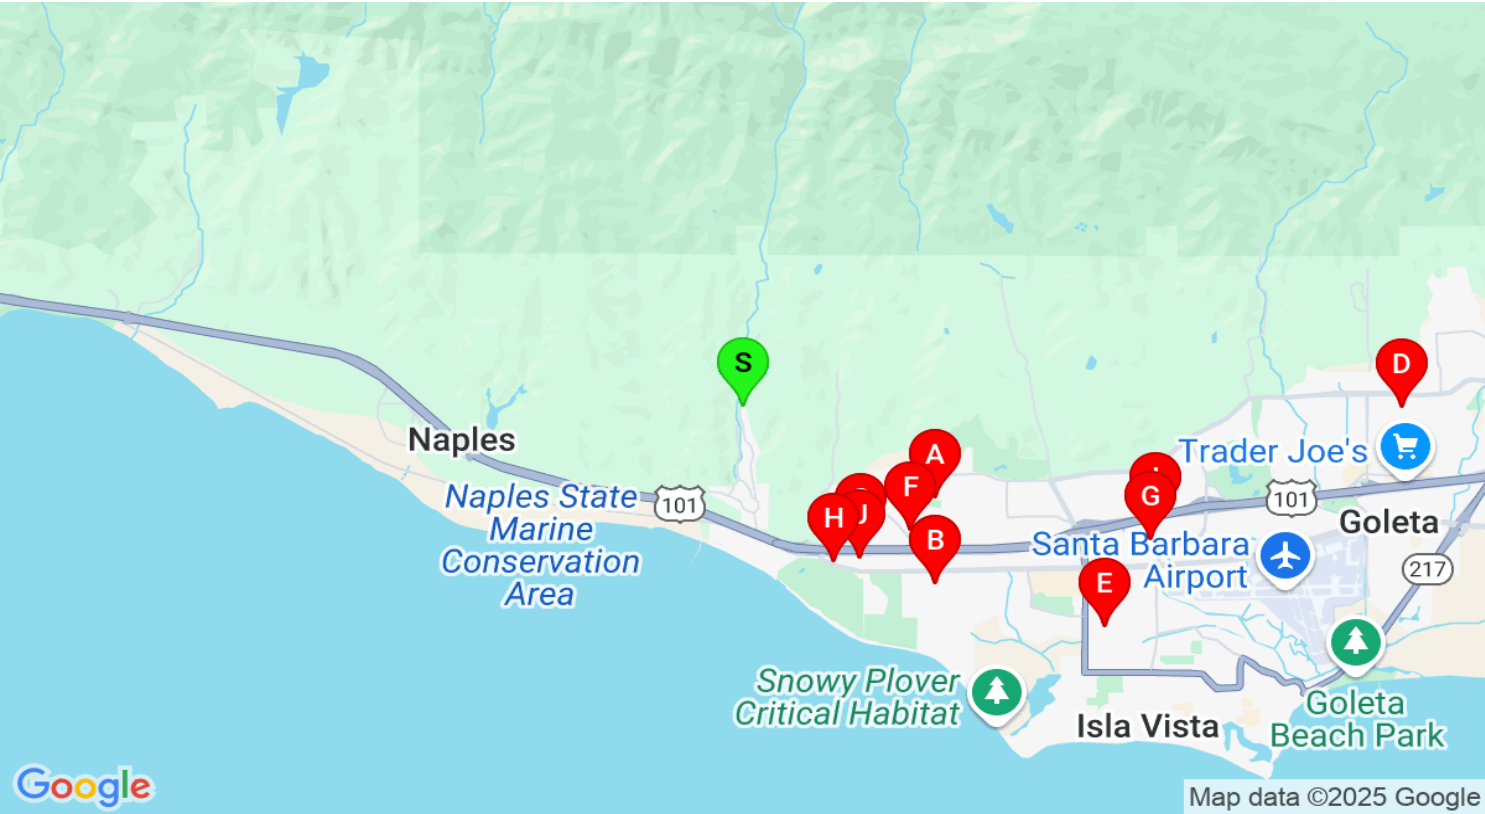 S
D
Naples
A
Trader Joe's
F
G
Naples State
Marine
Conservation
Area
101
H
J
B
101
Goleta
Santa Barbara
Airport
217
E
Snowy Plover
Critical Habitat
Isla Vista
Goleta
Beach Park
Google
Map data ©2025 Google